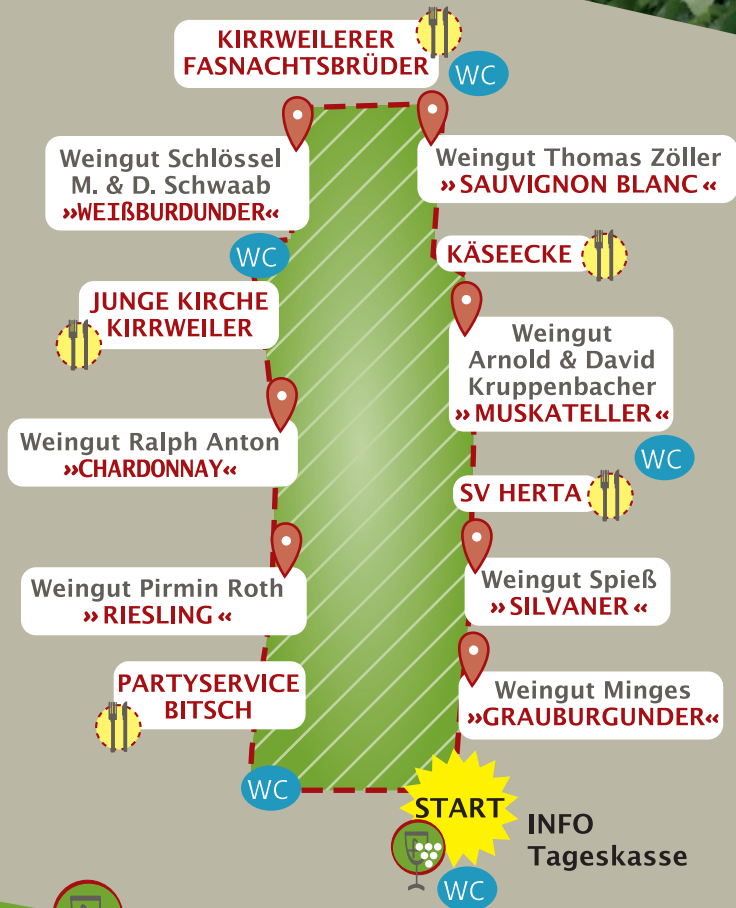 KIRRWEILERER
FASNACHTSBRÜDER
WC
Weingut Schlössel
M. & D. Schwaab
»WEIßBURDUNDER«
Weingut Thomas Zöller
» SAUVIGNON BLANC «
WC
KÄSEECKE
JUNGE KIRCHE
KIRRWEILER
Weingut
Arnold & David
Kruppenbacher
» MUSKATELLER «
Weingut Ralph Anton
»CHARDONNAY«
WC
SV HERTA
Weingut Pirmin Roth
» RIESLING «
Weingut Spieß
» SILVANER «
PARTYSERVICE
BITSCH
Weingut Minges
»GRAUBURGUNDER«
WC
START
INFO
Tageskasse
WC